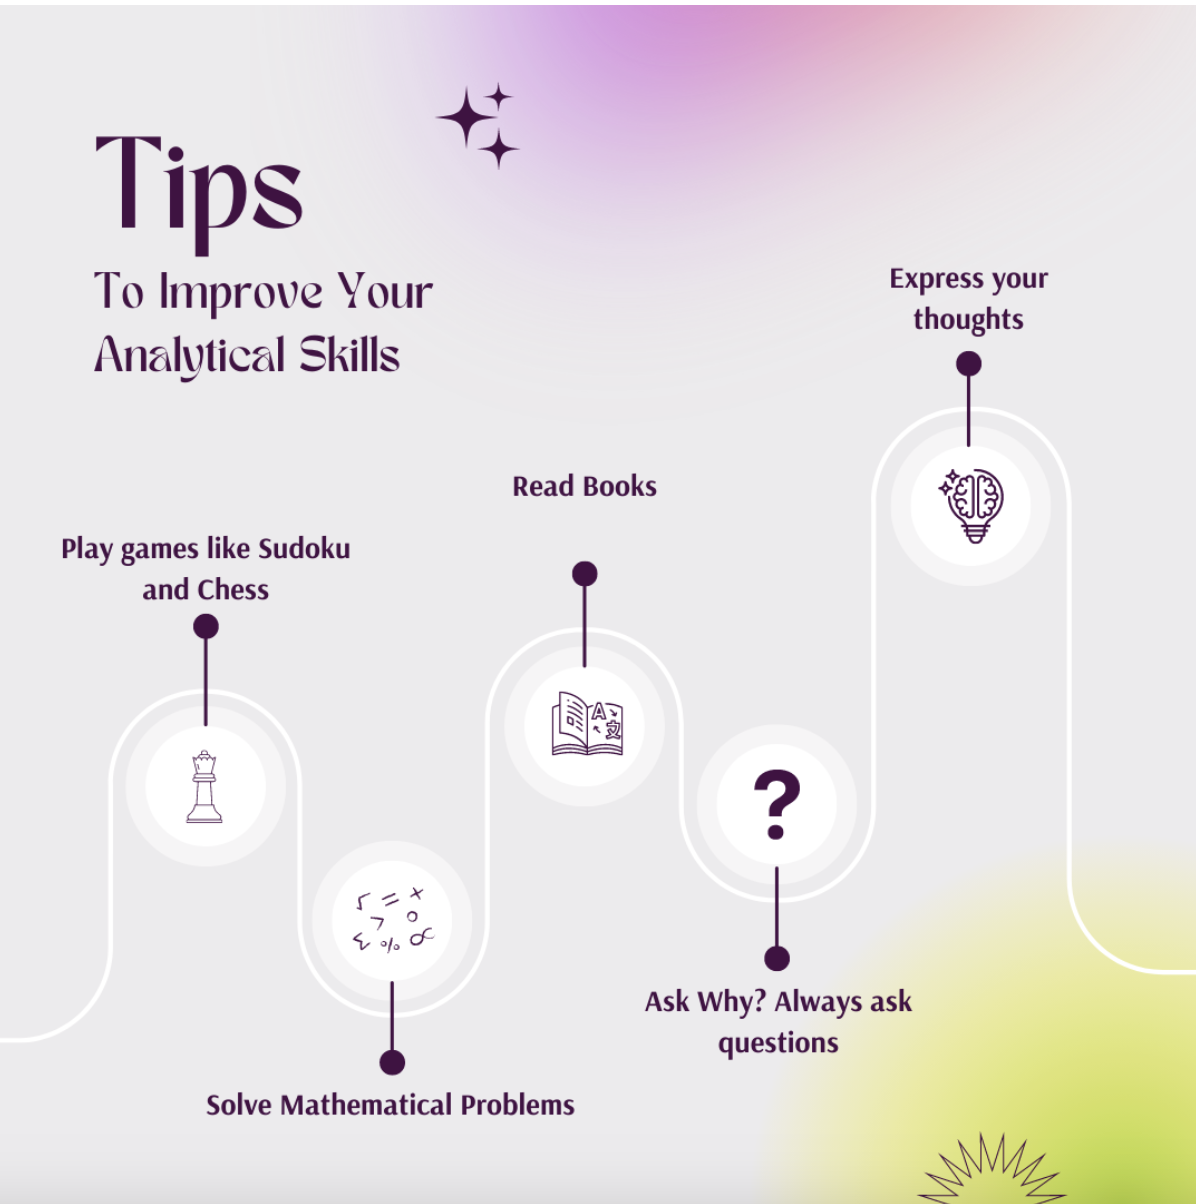 Tips
To Improve Your
Analytical Skills
Express your
thoughts
Read Books
Play games like Sudoku
and Chess
A
文
?
√ = +
> ○
Σ % ∝
Ask Why? Always ask
questions
Solve Mathematical Problems